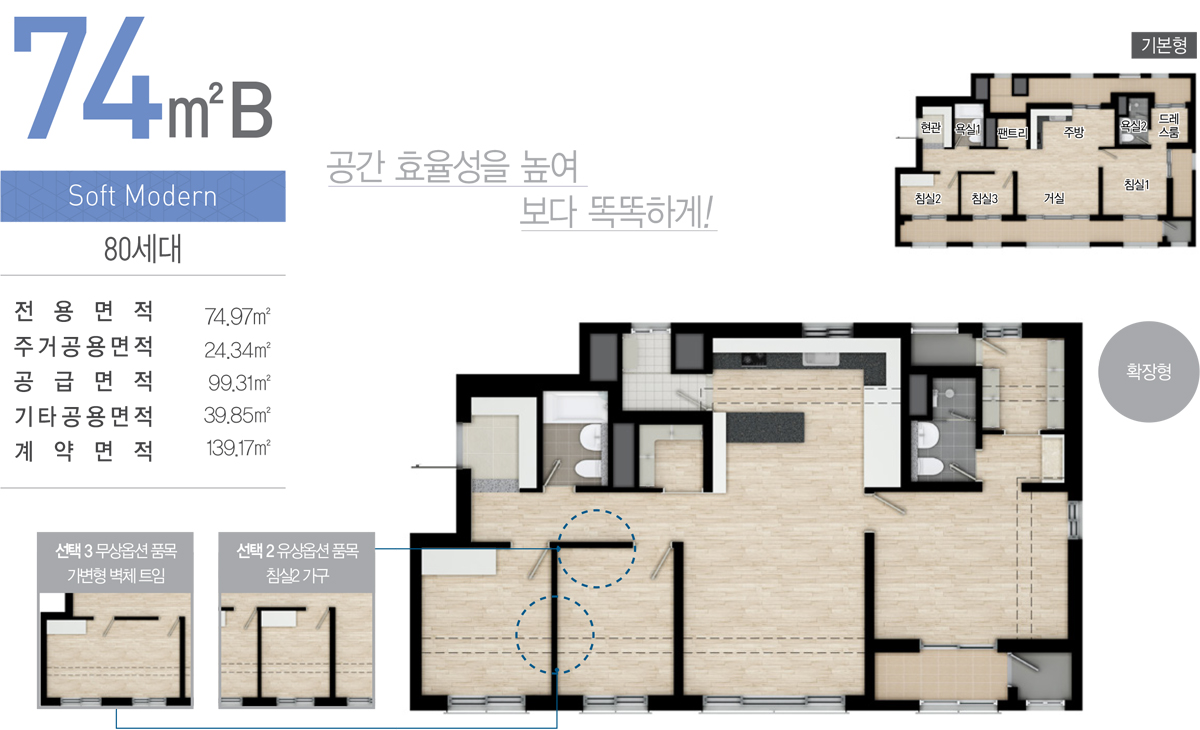 74m²B
Soft Modern
80세대
전용면적 74.97㎡
주거공용면적 24.34㎡
공급면적 99.31㎡
기타공용면적 39.85㎡
계약면적 139.17㎡
공간 효율성을 높여
보다 똑똑하게!
기본형
현관
욕실1
팬트리
주방
욕실2
드레
스룸
침실2
침실3
거실
침실1
확장형
선택 3 무상옵션 품목
가변형 벽체 트임
선택 2 유상옵션 품목
침실2 가구